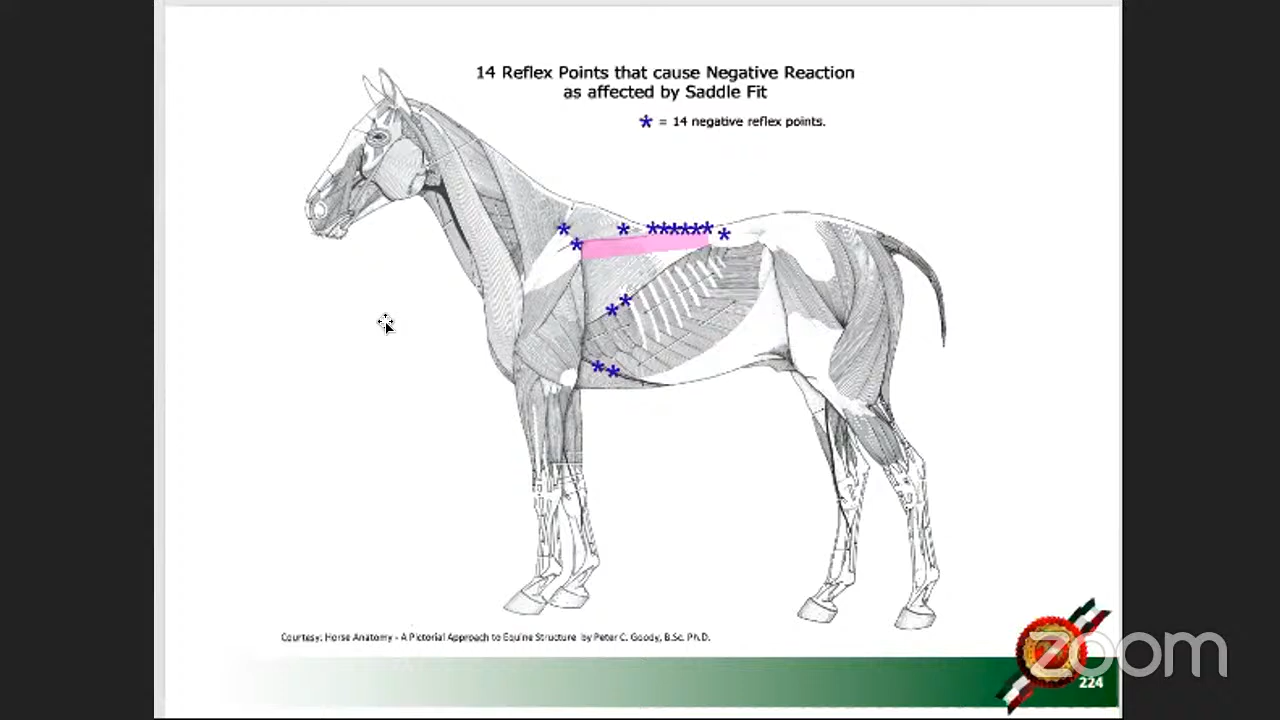 14 Reflex Points that cause Negative Reaction
as affected by Saddle Fit
* = 14 negative reflex points.
Courtesy: Horse Anatomy - A Pictorial Approach to Equine Structure by Peter C. Goody, B.Sc. Ph.D.
zoom
224